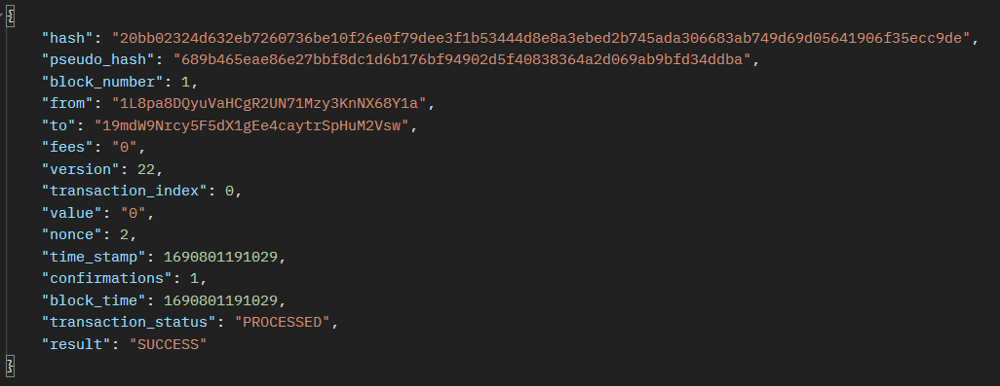 {
"hash": "20bb02324d632eb7260736be10f26e0f79dee3f1b53444d8e8a3ebed2b745ada306683ab749d69d05641906f35ecc9de",
"pseudo_hash": "689b465eae86e27bbf8dc1d6b176bf94902d5f40838364a2d069ab9bfd34ddba",
"block_number": 1,
"from": "1L8pa8DQyuVaHCgR2UN71Mzy3KnNX68Y1a",
"to": "19mdW9Nrcy5F5dX1gEe4caytrSpHuM2Vsw",
"fees": "0",
"version": 22,
"transaction_index": 0,
"value": "0",
"nonce": 2,
"time_stamp": 1690801191029,
"confirmations": 1,
"block_time": 1690801191029,
"transaction_status": "PROCESSED",
"result": "SUCCESS"
}